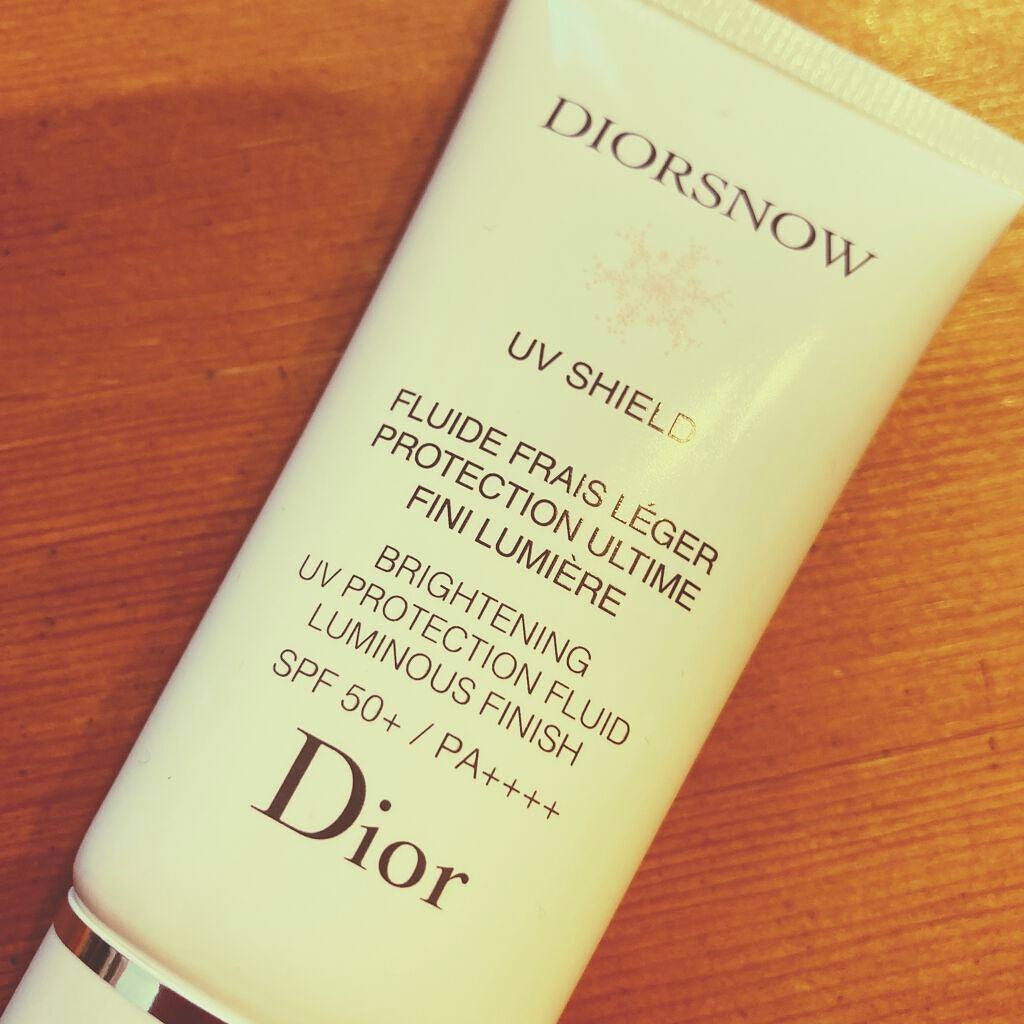 DIORSNOW
UV SHIELD
FLUIDE FRAIS LÉGER
PROTECTION ULTIME
FINI LUMIÈRE
BRIGHTENING
UV PROTECTION FLUID
LUMINOUS FINISH
SPF 50+ / PA++++
Dior